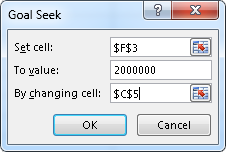 Goal Seek
Set cell: $F$3
To value: 2000000
By changing cell: $C$5
OK Cancel